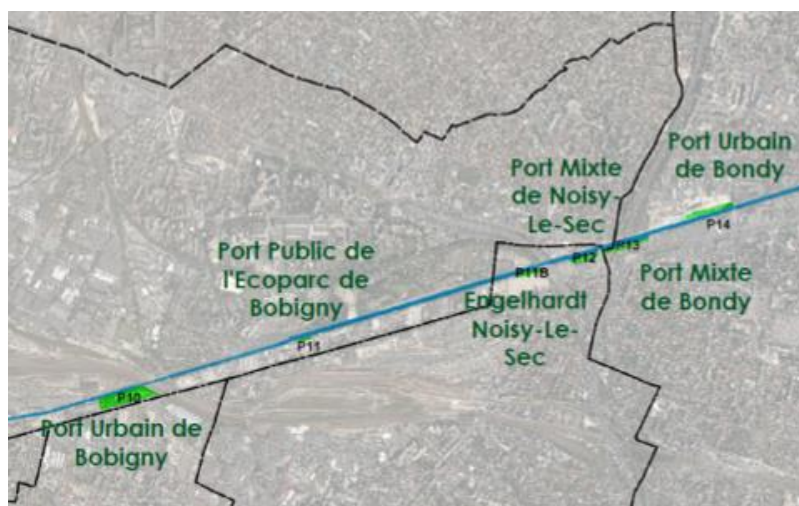 Port Urbain
de Bondy
P14
Port Mixte
de Noisy-
Le-Sec
P12
P13
Port Mixte
de Bondy
P11B
Engelhardt
Noisy-Le-
Sec
Port Public de
l'Ecoparc de
Bobigny
P11
P10
Port Urbain de
Bobigny